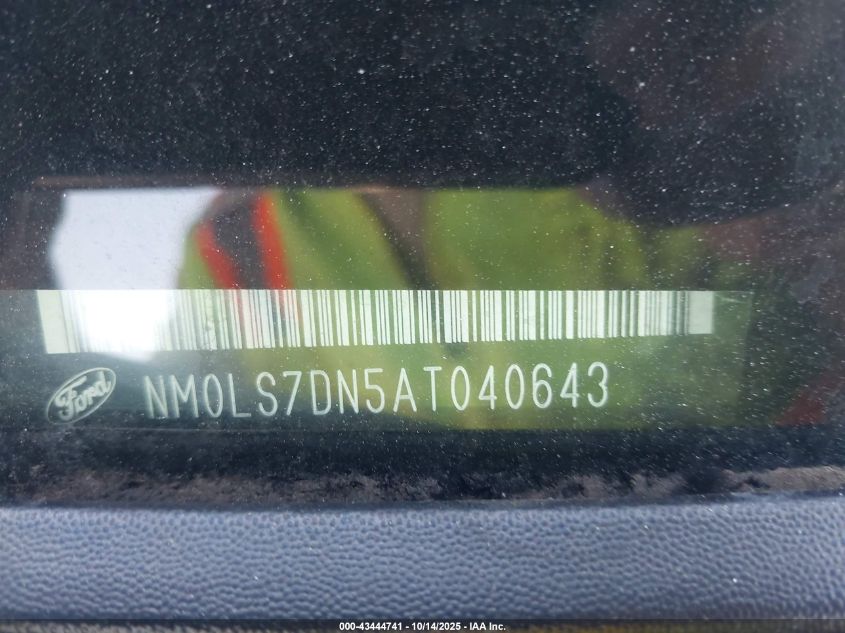 Ford NM0LS7DN5AT040643
000-43444741 - 10/14/2025 - IAA Inc.